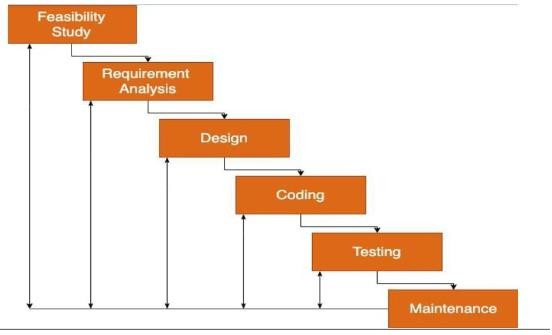 Feasibility
Study
Requirement
Analysis
Design
Coding
Testing
Maintenance